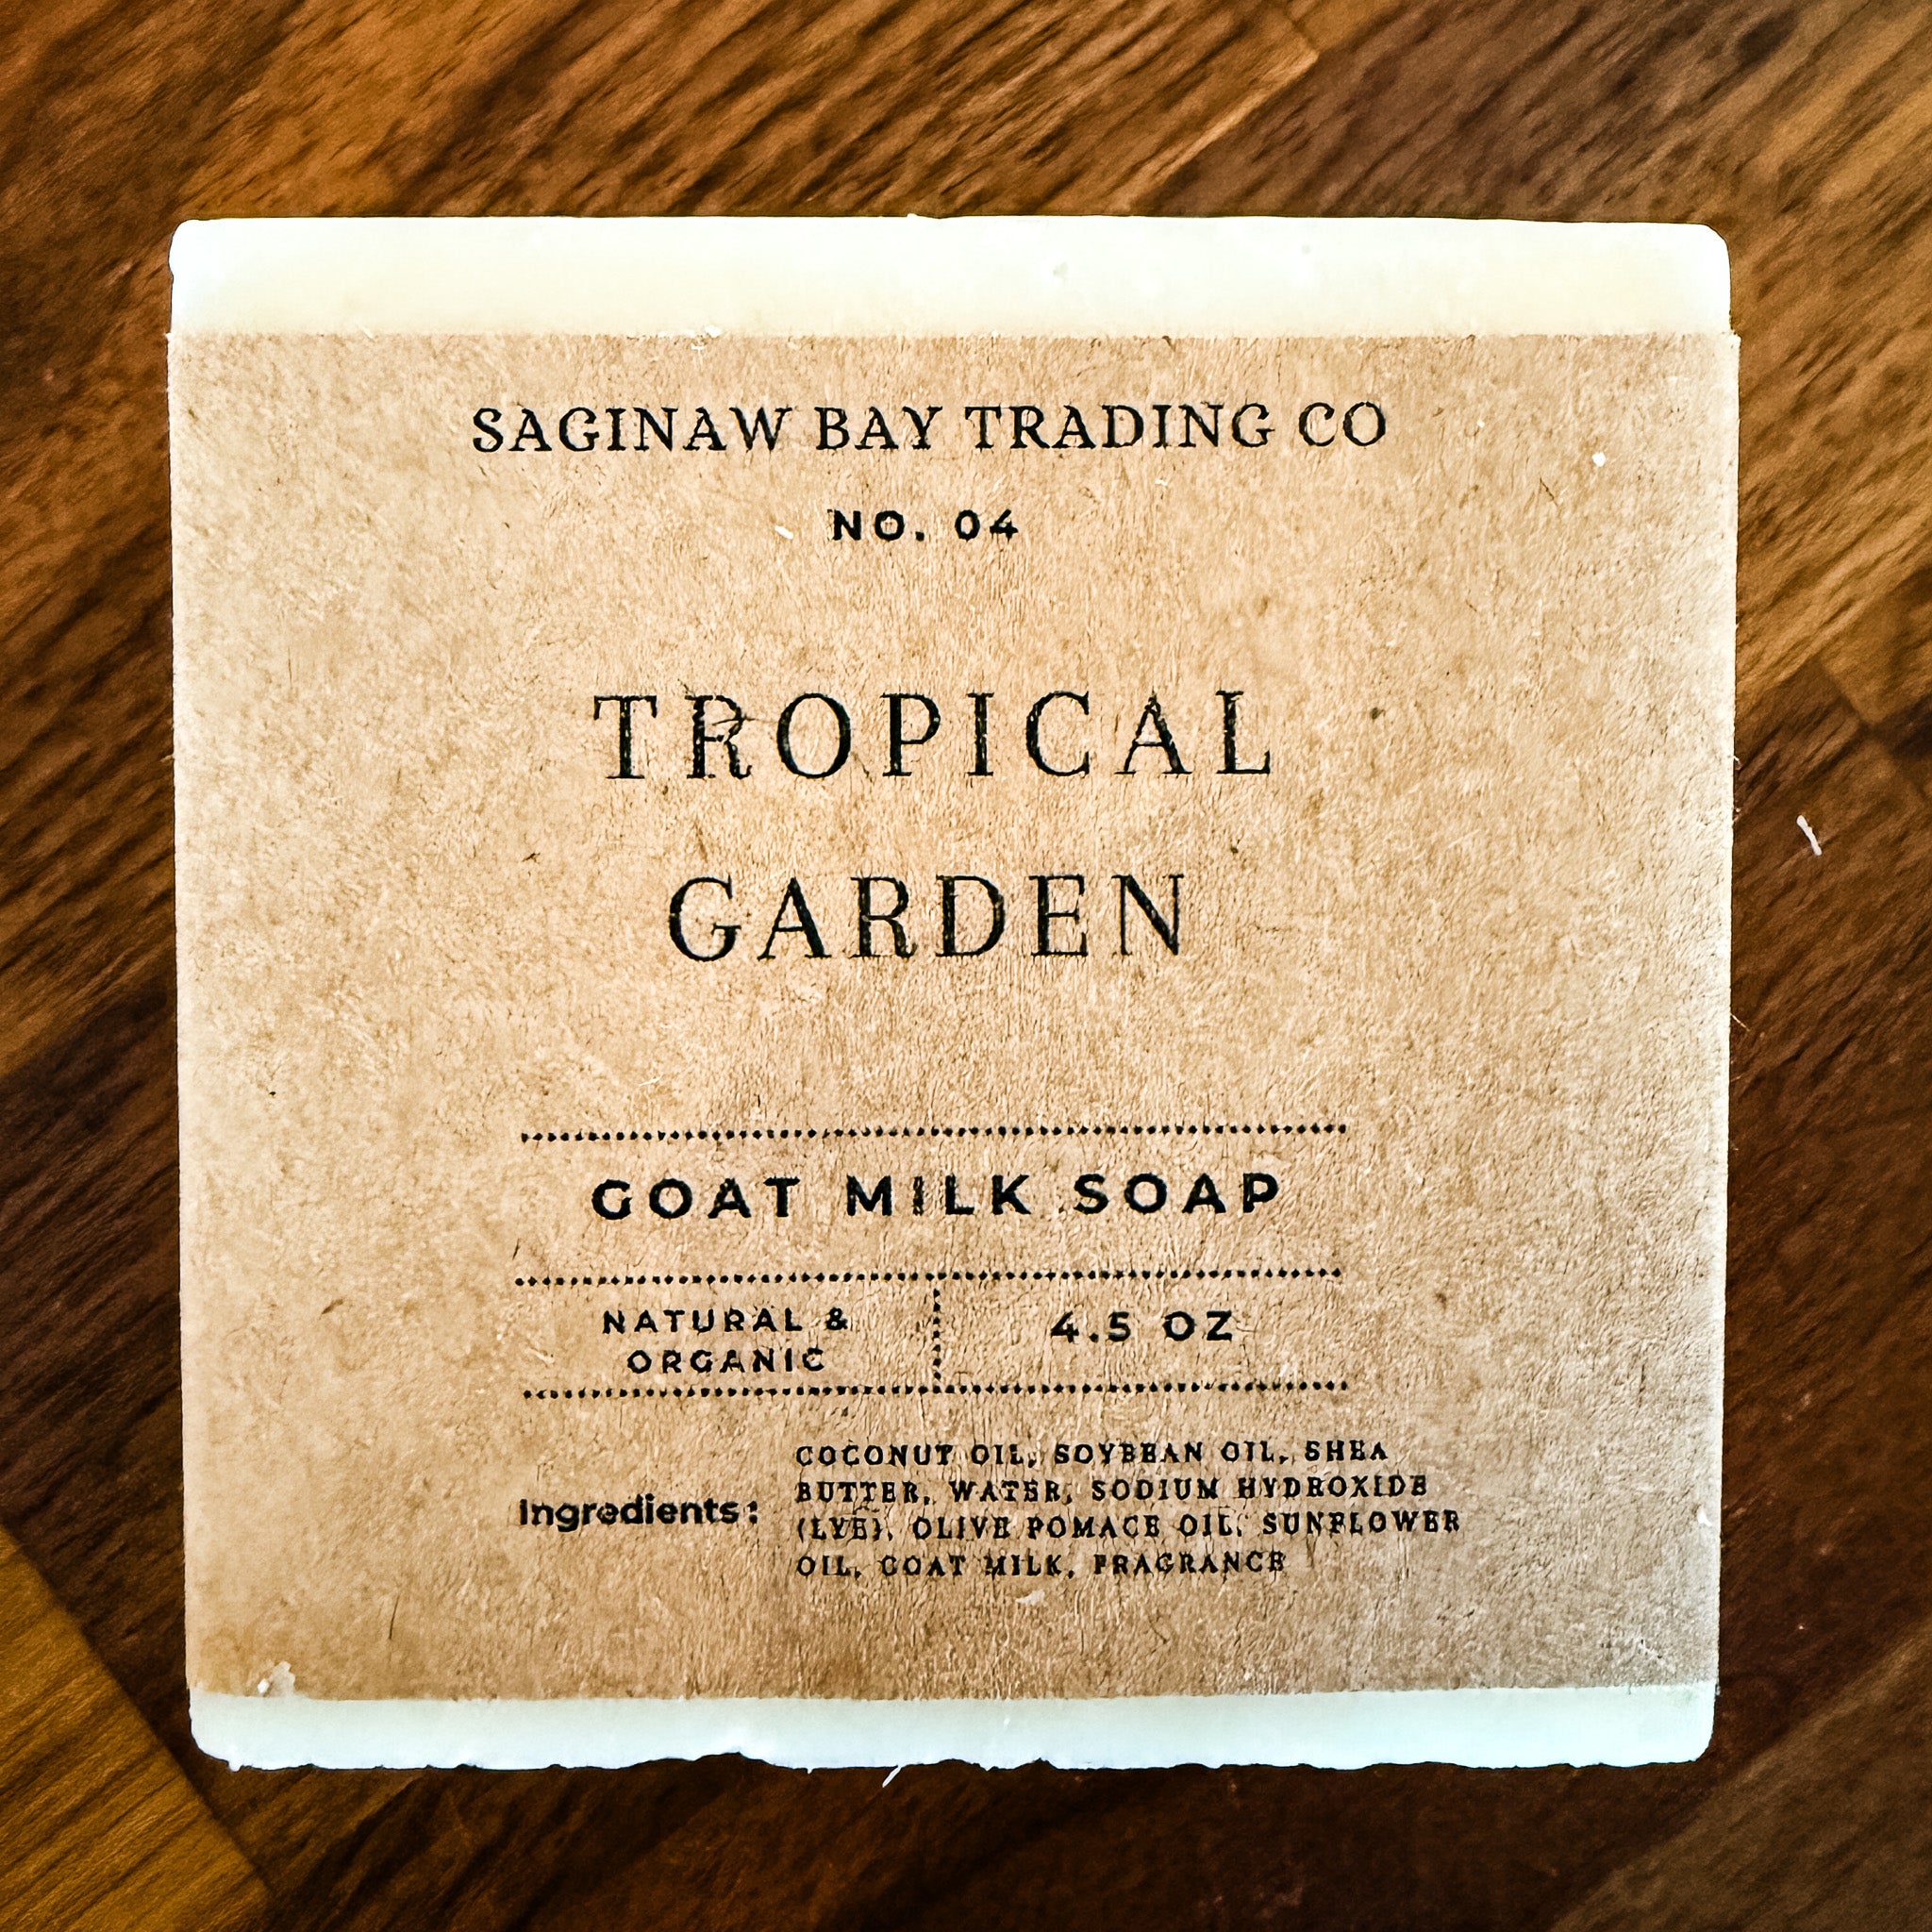 SAGINAW BAY TRADING CO
NO. 04
TROPICAL
GARDEN
GOAT MILK SOAP
NATURAL &
ORGANIC
4.5 OZ
Ingredients:
COCONUT OIL, SOYBEAN OIL, SHEA
BUTTER, WATER, SODIUM HYDROXIDE
(LYE), OLIVE POMACE OIL, SUNFLOWER
OIL, GOAT MILK, FRAGRANCE